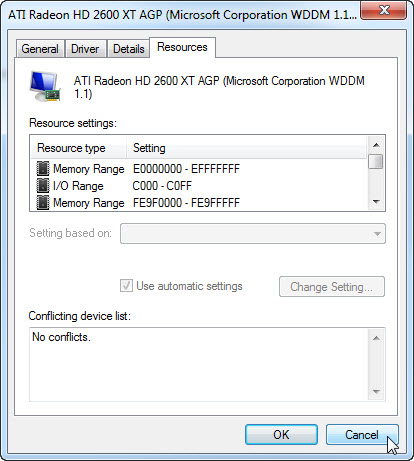 ATI Radeon HD 2600 XT AGP (Microsoft Corporation WDDM 1.1...
General Driver Details Resources
ATI Radeon HD 2600 XT AGP (Microsoft Corporation WDDM
1.1)
Resource settings:
Resource type Setting
Memory Range E0000000 - EFFFFFFF
I/O Range C000 - C0FF
Memory Range FE9F0000 - FE9FFFFF
Setting based on:
Use automatic settings Change Setting...
Conflicting device list:
No conflicts.
OK Cancel